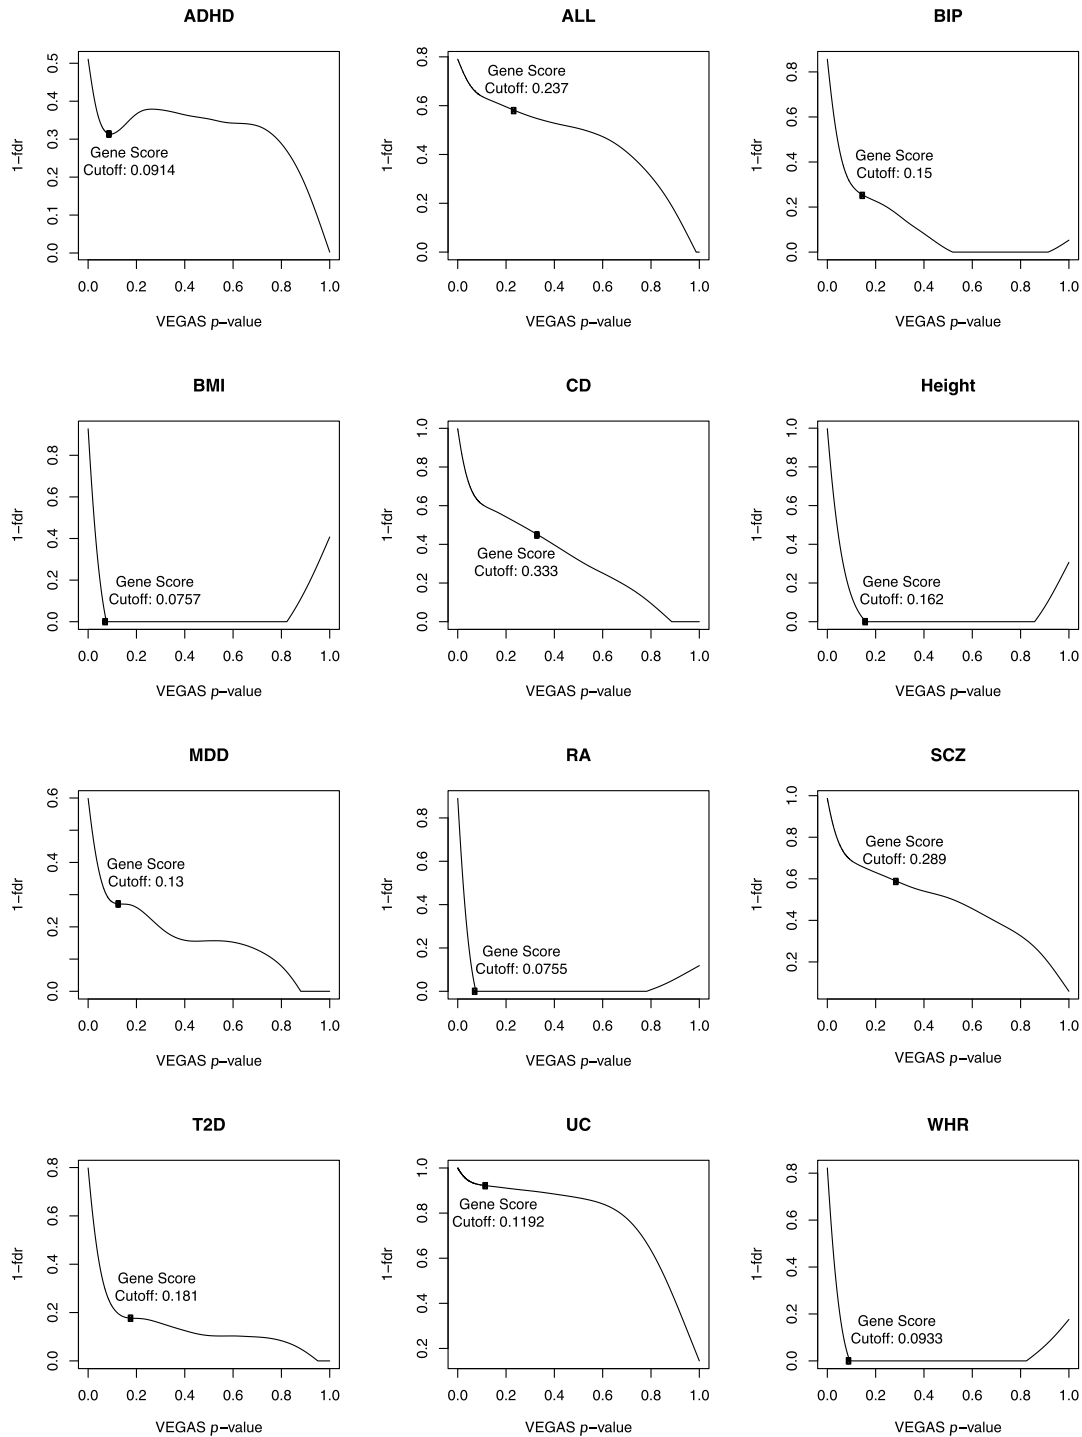 ADHD
0.5
0.4
0.3
0.2
0.1
0.0
1−fdr
Gene Score
Cutoff: 0.0914
0.0 0.2 0.4 0.6 0.8 1.0
VEGAS p−value
ALL
0.8
0.6
0.4
0.2
0.0
1−fdr
Gene Score
Cutoff: 0.237
0.0 0.2 0.4 0.6 0.8 1.0
VEGAS p−value
BIP
0.8
0.6
0.4
0.2
0.0
1−fdr
Gene Score
Cutoff: 0.15
0.0 0.2 0.4 0.6 0.8 1.0
VEGAS p−value
BMI
0.8
0.6
0.4
0.2
0.0
1−fdr
Gene Score
Cutoff: 0.0757
0.0 0.2 0.4 0.6 0.8 1.0
VEGAS p−value
CD
1.0
0.8
0.6
0.4
0.2
0.0
1−fdr
Gene Score
Cutoff: 0.333
0.0 0.2 0.4 0.6 0.8 1.0
VEGAS p−value
Height
1.0
0.8
0.6
0.4
0.2
0.0
1−fdr
Gene Score
Cutoff: 0.162
0.0 0.2 0.4 0.6 0.8 1.0
VEGAS p−value
MDD
0.6
0.4
0.2
0.0
1−fdr
Gene Score
Cutoff: 0.13
0.0 0.2 0.4 0.6 0.8 1.0
VEGAS p−value
RA
0.8
0.6
0.4
0.2
0.0
1−fdr
Gene Score
Cutoff: 0.0755
0.0 0.2 0.4 0.6 0.8 1.0
VEGAS p−value
SCZ
1.0
0.8
0.6
0.4
0.2
1−fdr
Gene Score
Cutoff: 0.289
0.0 0.2 0.4 0.6 0.8 1.0
VEGAS p−value
T2D
0.8
0.6
0.4
0.2
0.0
1−fdr
Gene Score
Cutoff: 0.181
0.0 0.2 0.4 0.6 0.8 1.0
VEGAS p−value
UC
1.0
0.8
0.6
0.4
0.2
1−fdr
Gene Score
Cutoff: 0.1192
0.0 0.2 0.4 0.6 0.8 1.0
VEGAS p−value
WHR
0.8
0.6
0.4
0.2
0.0
1−fdr
Gene Score
Cutoff: 0.0933
0.0 0.2 0.4 0.6 0.8 1.0
VEGAS p−value